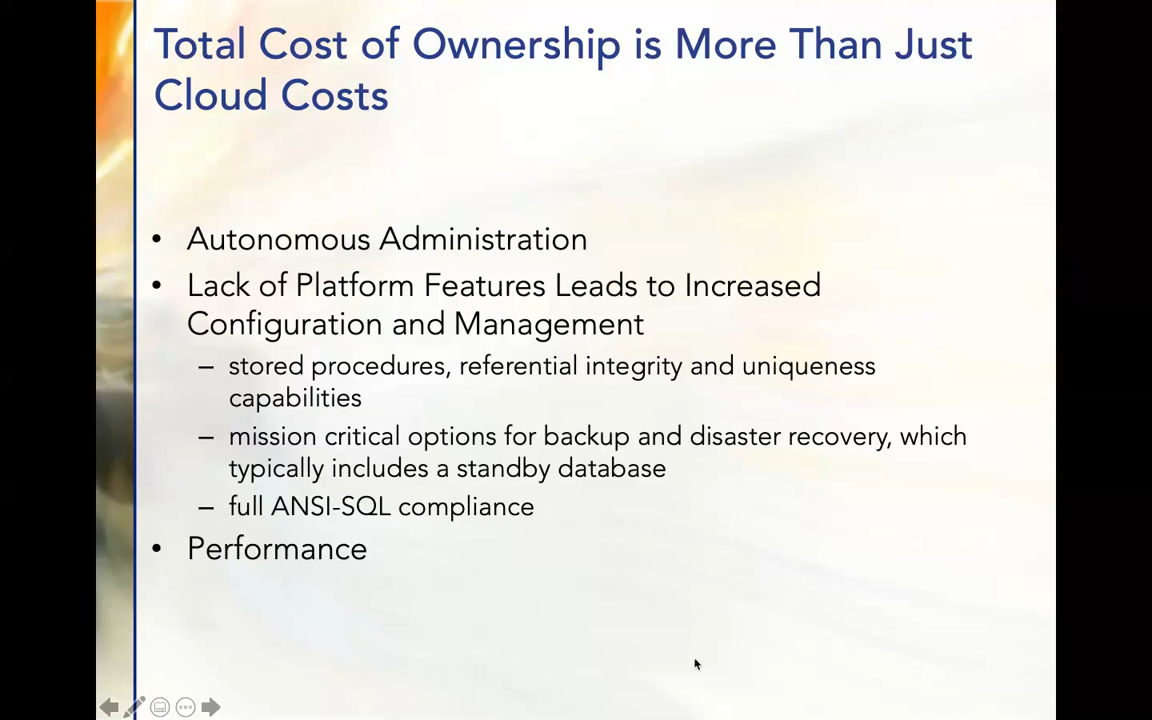 Total Cost of Ownership is More Than Just
Cloud Costs
• Autonomous Administration
• Lack of Platform Features Leads to Increased
Configuration and Management
– stored procedures, referential integrity and uniqueness
capabilities
– mission critical options for backup and disaster recovery, which
typically includes a standby database
– full ANSI-SQL compliance
• Performance